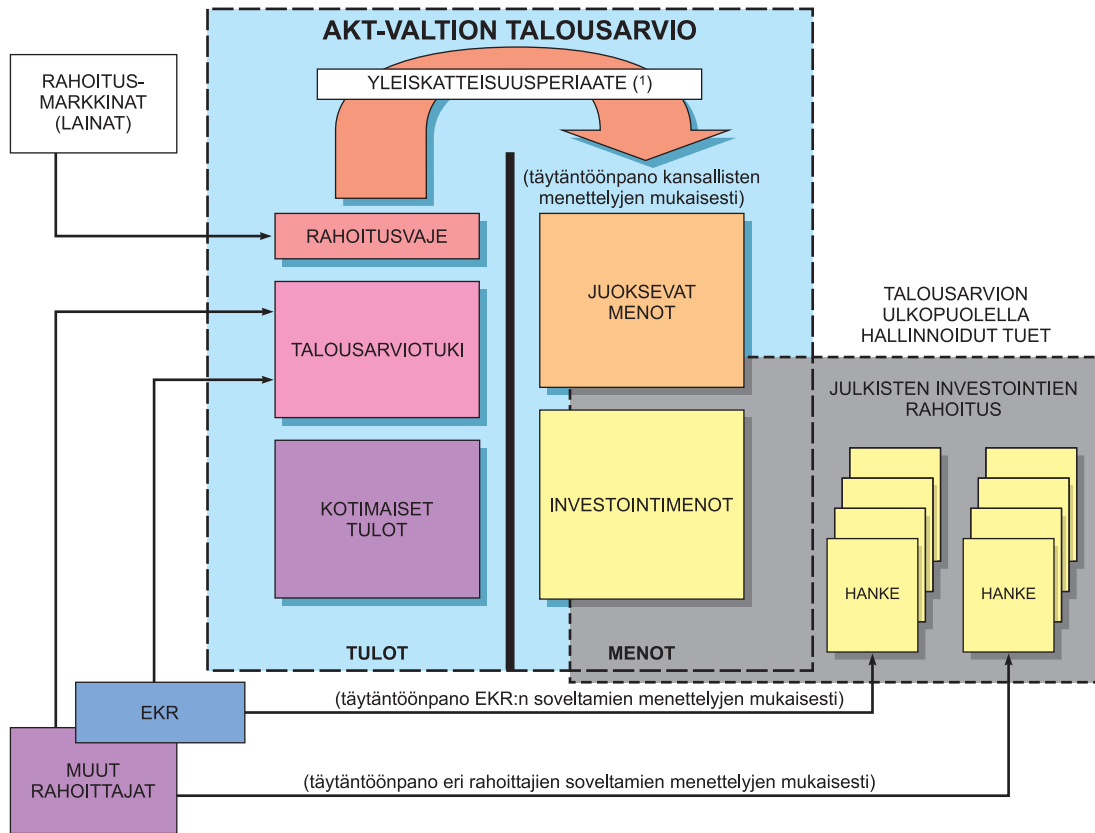 AKT-VALTION TALOUSARVIO
YLEISKATTEISUUSPERIAATE (1)
RAHOITUS-
MARKKINAT
(LAINAT)
(täytäntöönpano kansallisten
menettelyjen mukaisesti)
RAHOITUSVAJE
JUOKSEVAT
MENOT
TALOUSARVIOTUKI
TALOUSARVION
ULKOPUOLELLA
HALLINNOIDUT TUET
JULKISTEN INVESTOINTIEN
RAHOITUS
KOTIMAISET
TULOT
INVESTOINTIMENOT
HANKE
HANKE
TULOT
MENOT
EKR
(täytäntöönpano EKR:n soveltamien menettelyjen mukaisesti)
MUUT
RAHOITTAJAT
(täytäntöönpano eri rahoittajien soveltamien menettelyjen mukaisesti)